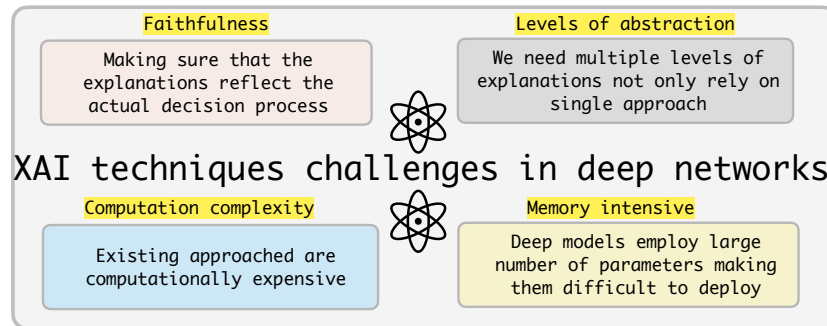 Faithfulness
Making sure that the
explanations reflect the
actual decision process
Levels of abstraction
We need multiple levels of
explanations not only rely on
single approach
XAI techniques challenges in deep networks
Computation complexity
Existing approached are
computationally expensive
Memory intensive
Deep models employ large
number of parameters making
them difficult to deploy